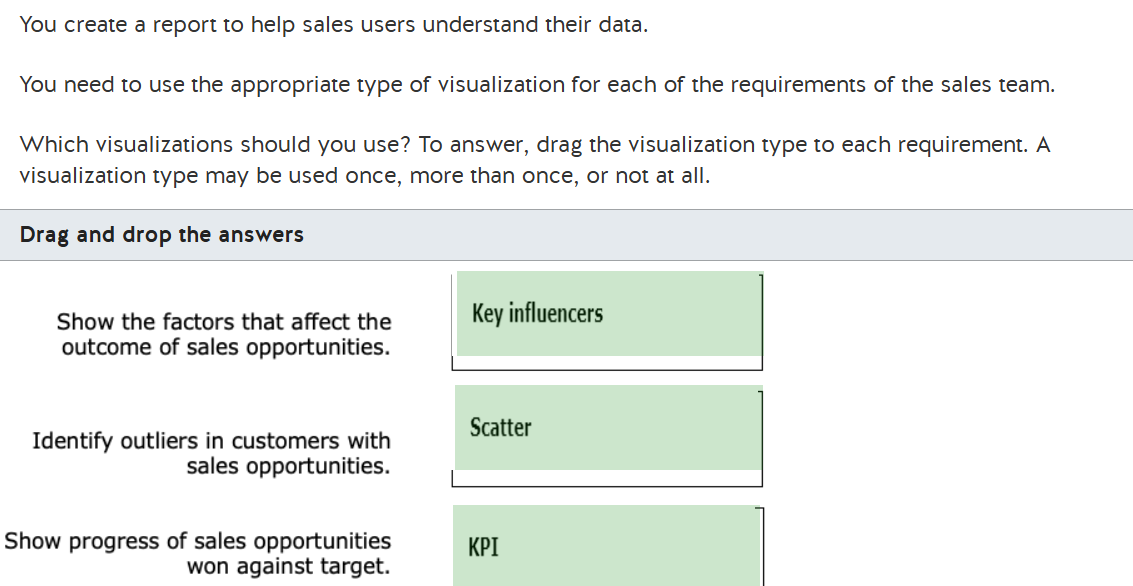 You create a report to help sales users understand their data.
You need to use the appropriate type of visualization for each of the requirements of the sales team.
Which visualizations should you use? To answer, drag the visualization type to each requirement. A
visualization type may be used once, more than once, or not at all.
Drag and drop the answers
Show the factors that affect the
outcome of sales opportunities.
Key influencers
Identify outliers in customers with
sales opportunities.
Scatter
Show progress of sales opportunities
won against target.
KPI